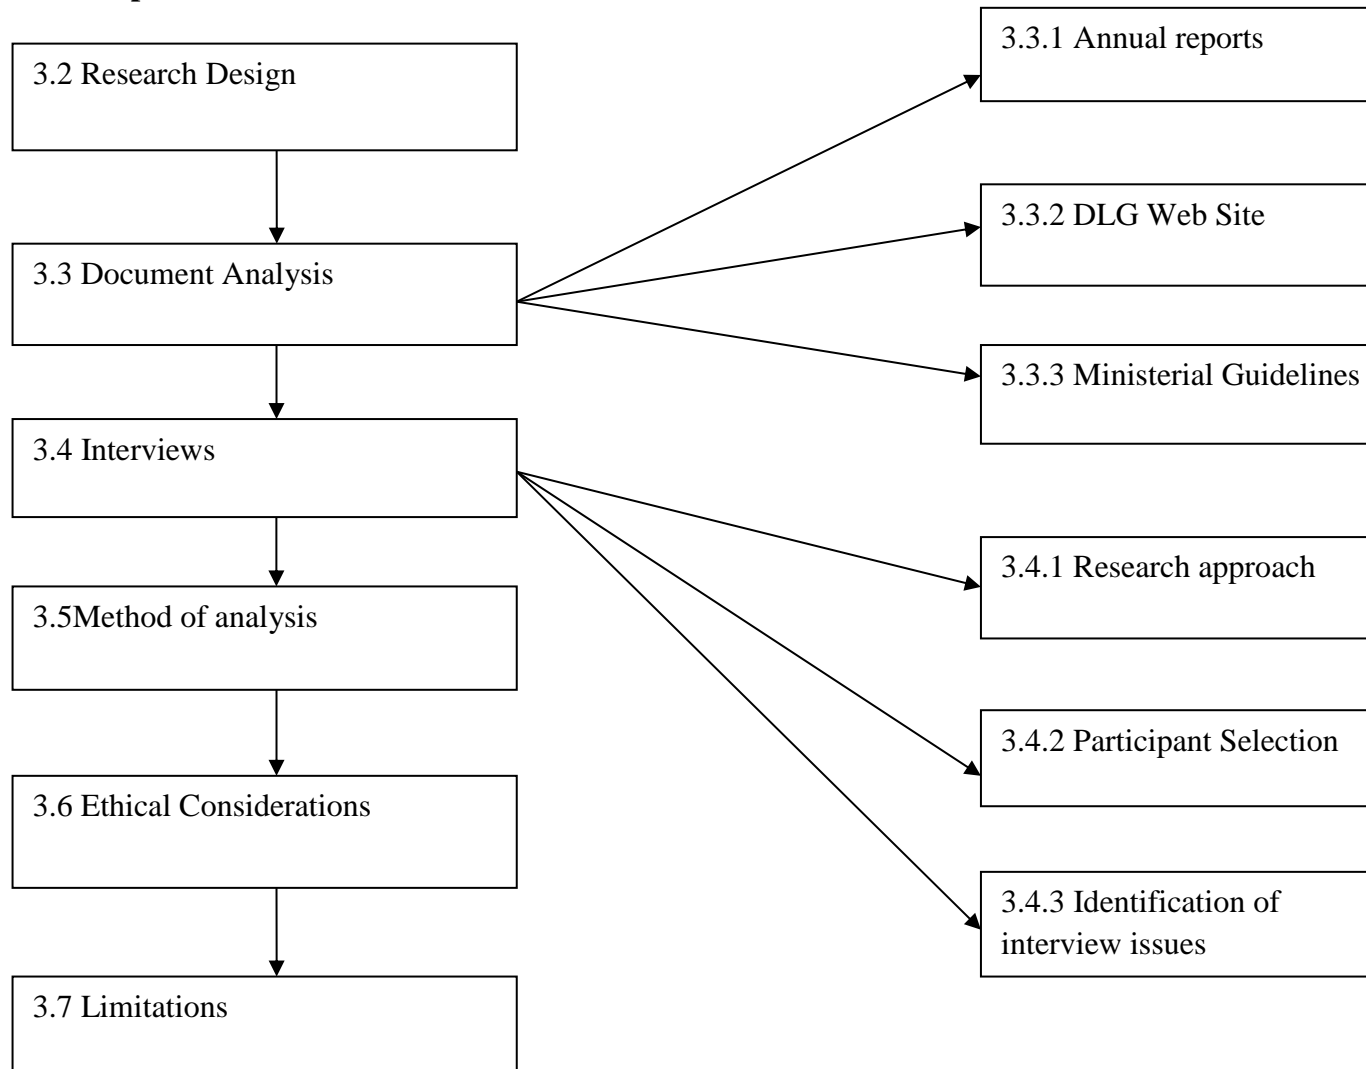 3.2 Research Design
3.3 Document Analysis
3.4 Interviews
3.5Method of analysis
3.6 Ethical Considerations
3.7 Limitations
3.3.1 Annual reports
3.3.2 DLG Web Site
3.3.3 Ministerial Guidelines
3.4.1 Research approach
3.4.2 Participant Selection
3.4.3 Identification of
interview issues